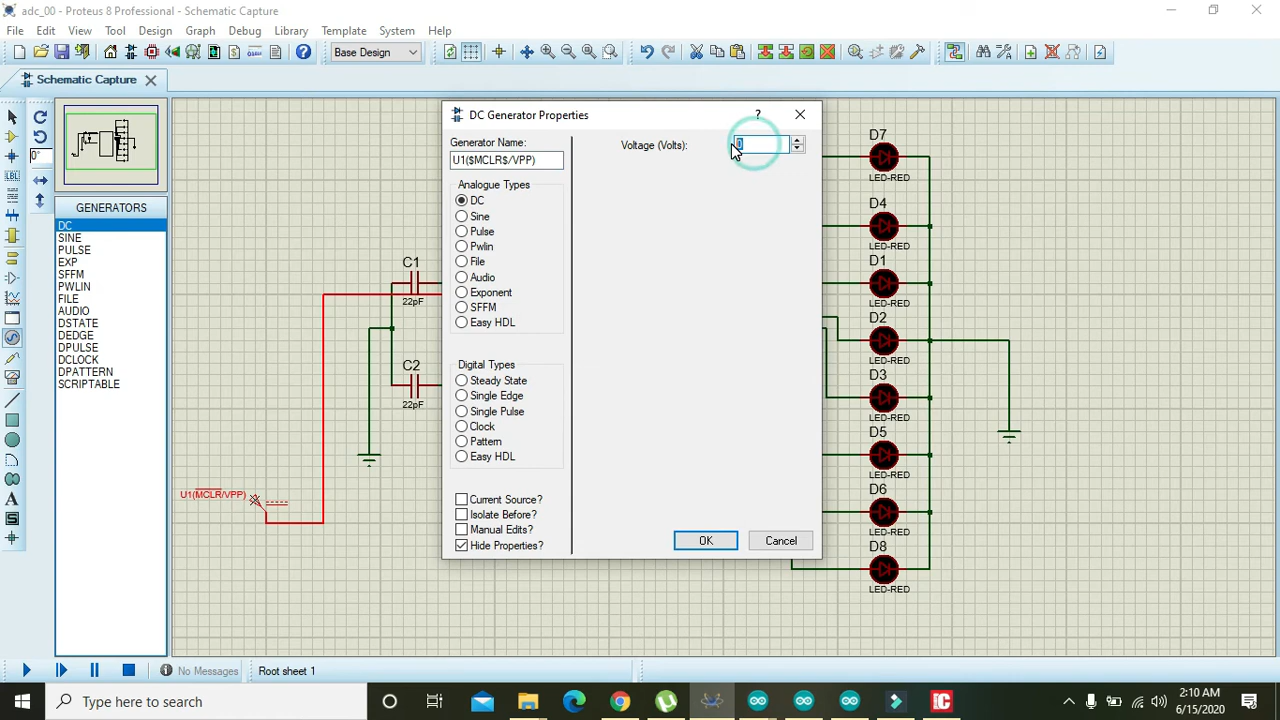 adc_00 - Proteus 8 Professional - Schematic Capture
File Edit View Tool Design Graph Debug Library Template System Help
Base Design
Schematic Capture
0°
GENERATORS
DC
SINE
PULSE
EXP
SFFM
PWLIN
FILE
AUDIO
DSTATE
DEDGE
DPULSE
DCLOCK
DPATTERN
SCRIPTABLE
C1
22pF
C2
22pF
U1(MCLR/VPP)
DC Generator Properties
?
Generator Name:
U1($MCLR$/VPP)
Analogue Types
DC
Sine
Pulse
Pwlin
File
Audio
Exponent
SFFM
Easy HDL
Digital Types
Steady State
Single Edge
Single Pulse
Clock
Pattern
Easy HDL
Current Source?
Isolate Before?
Manual Edits?
Hide Properties?
Voltage (Volts):
0
OK Cancel
D7
LED-RED
D4
LED-RED
D1
LED-RED
D2
LED-RED
D3
LED-RED
D5
LED-RED
D6
LED-RED
D8
LED-RED
No Messages
Root sheet 1
Type here to search
2:10 AM
6/15/2020